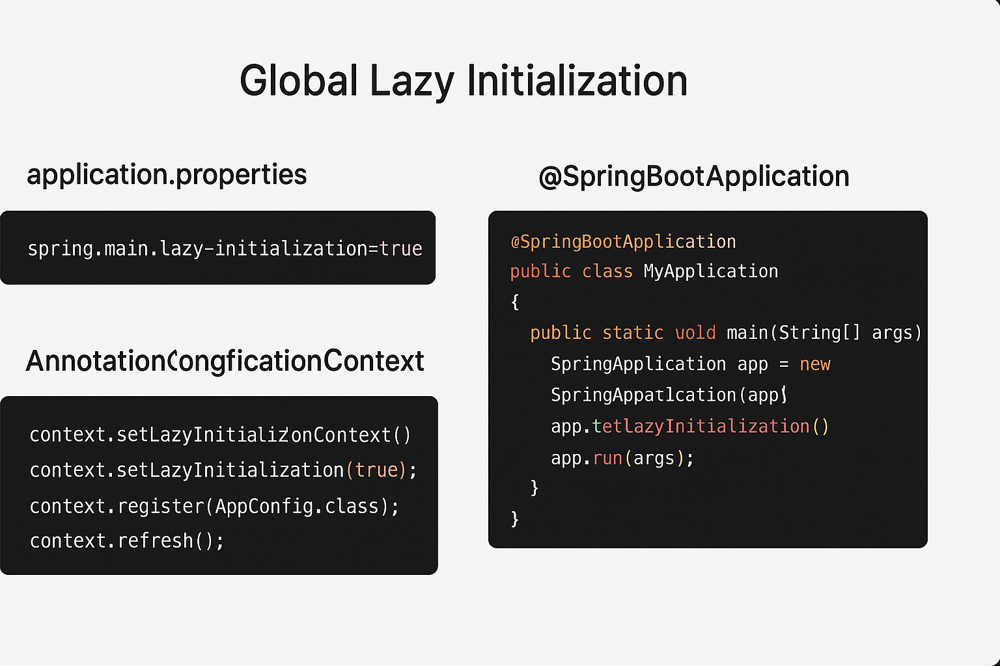 Global Lazy Initialization
application.properties
spring.main.lazy-initialization=true
AnnotationCongficationContext
context.setLazyInitializ'onContext()
context.setLazyInitialization(true);
context.register(AppConfig.class);
context.refresh();
@SpringBootApplication
@SpringBootApplication
public class MyApplication
{
public static uold main(String[] args)
SpringApplication app = new
SpringAppatlcation(app)
app.tetlazyInitialization()
app.run(args);
}
}